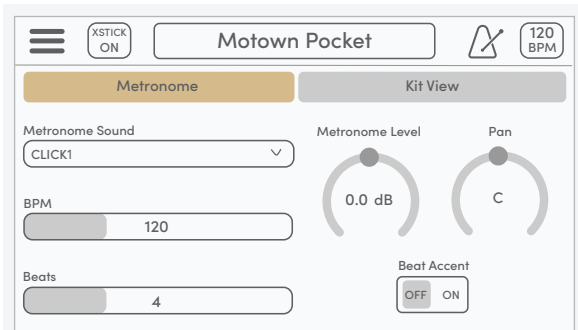 XSTICK
ON
Motown Pocket
120
BPM
Metronome
Kit View
Metronome Sound
CLICK1
Metronome Level
Pan
0.0 dB
C
BPM
120
Beats
4
Beat Accent
OFF ON